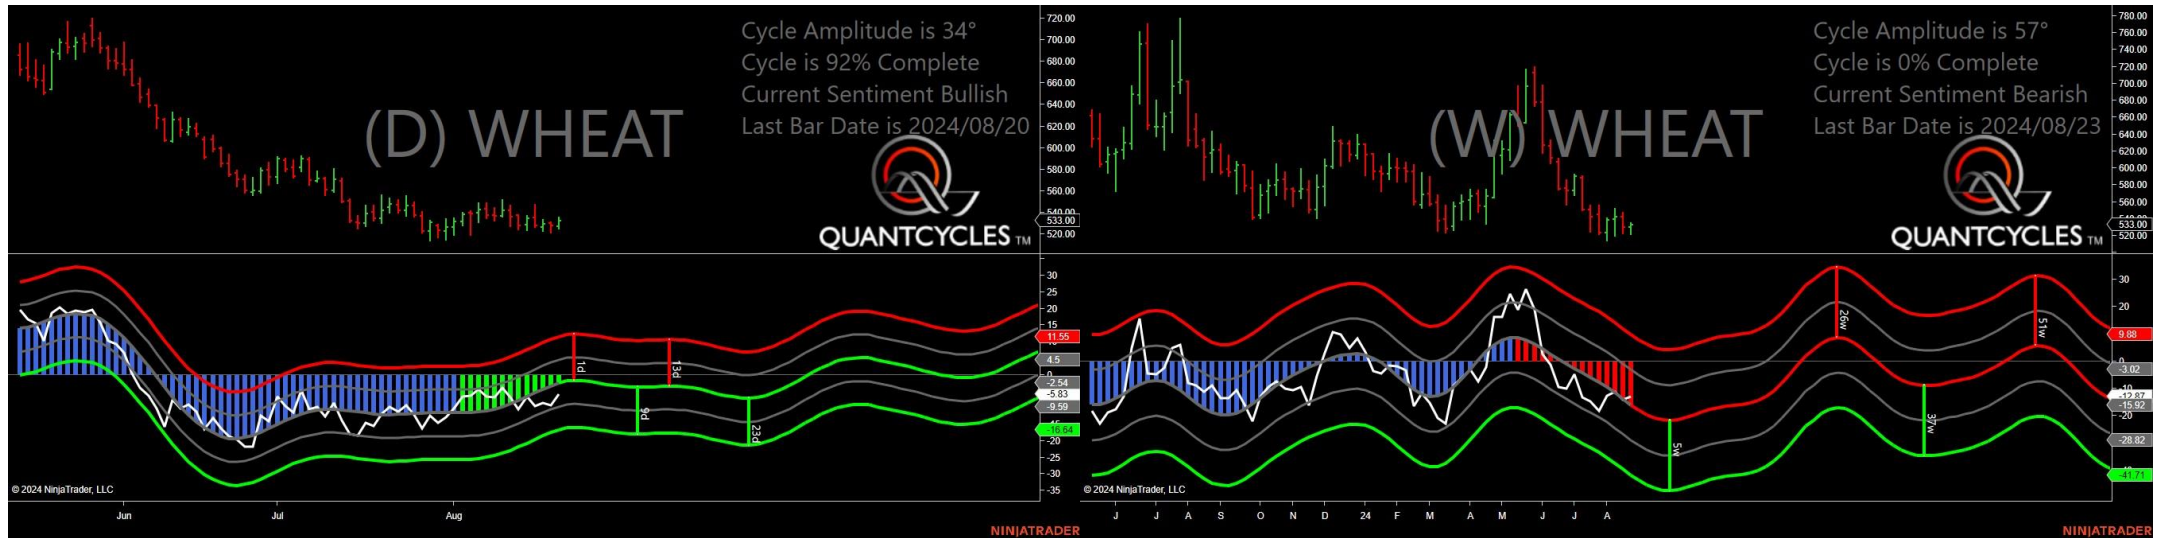 Cycle Amplitude is 34°
Cycle is 92% Complete
Current Sentiment Bullish
Last Bar Date is 2024/08/20
(D) WHEAT
QUANTCYCLES TM
720.00
700.00
680.00
660.00
640.00
620.00
600.00
580.00
560.00
540.00
533.00
520.00
30
25
20
15
11.55
4.5
0
-2.54
-5.83
-9.59
-16.64
-20
-25
-30
-35
1d
13d
9d
23d
© 2024 NinjaTrader, LLC
Jun
Jul
Aug
NINJATRADER
Cycle Amplitude is 57°
Cycle is 0% Complete
Current Sentiment Bearish
Last Bar Date is 2024/08/23
(W) WHEAT
QUANTCYCLES TM
780.00
760.00
740.00
720.00
700.00
680.00
660.00
640.00
620.00
600.00
580.00
560.00
533.00
520.00
30
20
9.88
0
-3.02
-12.87
-15.92
-20
-28.82
-41.71
26w
51w
5w
37w
© 2024 NinjaTrader, LLC
J
J
A
S
O
N
D
24
F
M
A
M
J
J
A
NINJATRADER